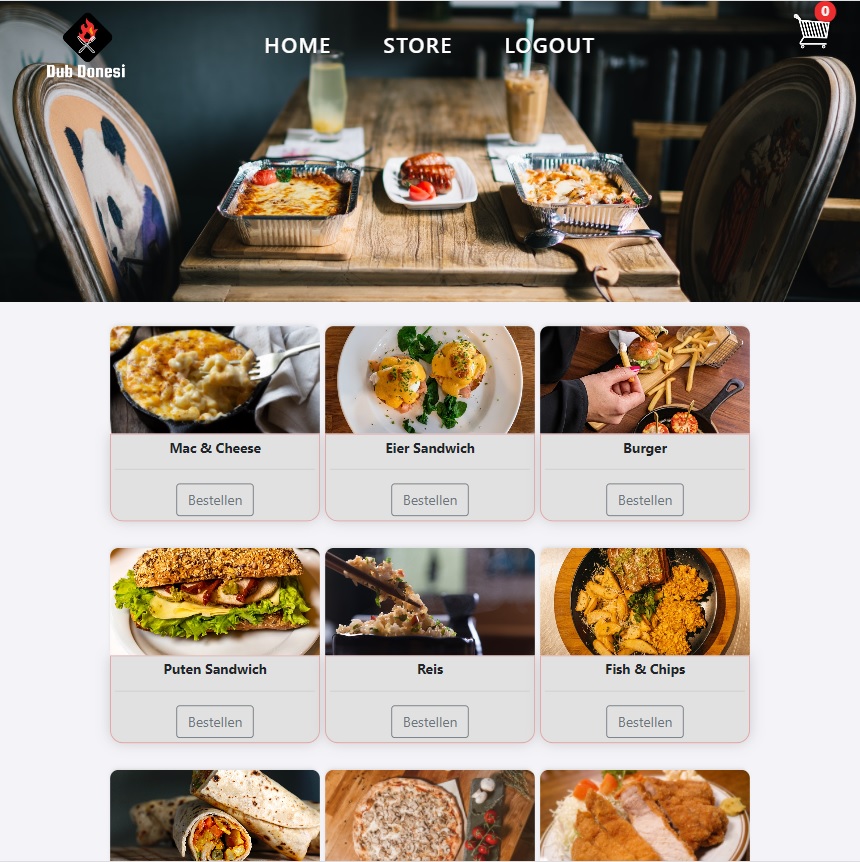 0
HOME STORE LOGOUT
Dub Donesi
Mac & Cheese Eier Sandwich Burger
Bestellen Bestellen Bestellen
Puten Sandwich Reis Fish & Chips
Bestellen Bestellen Bestellen